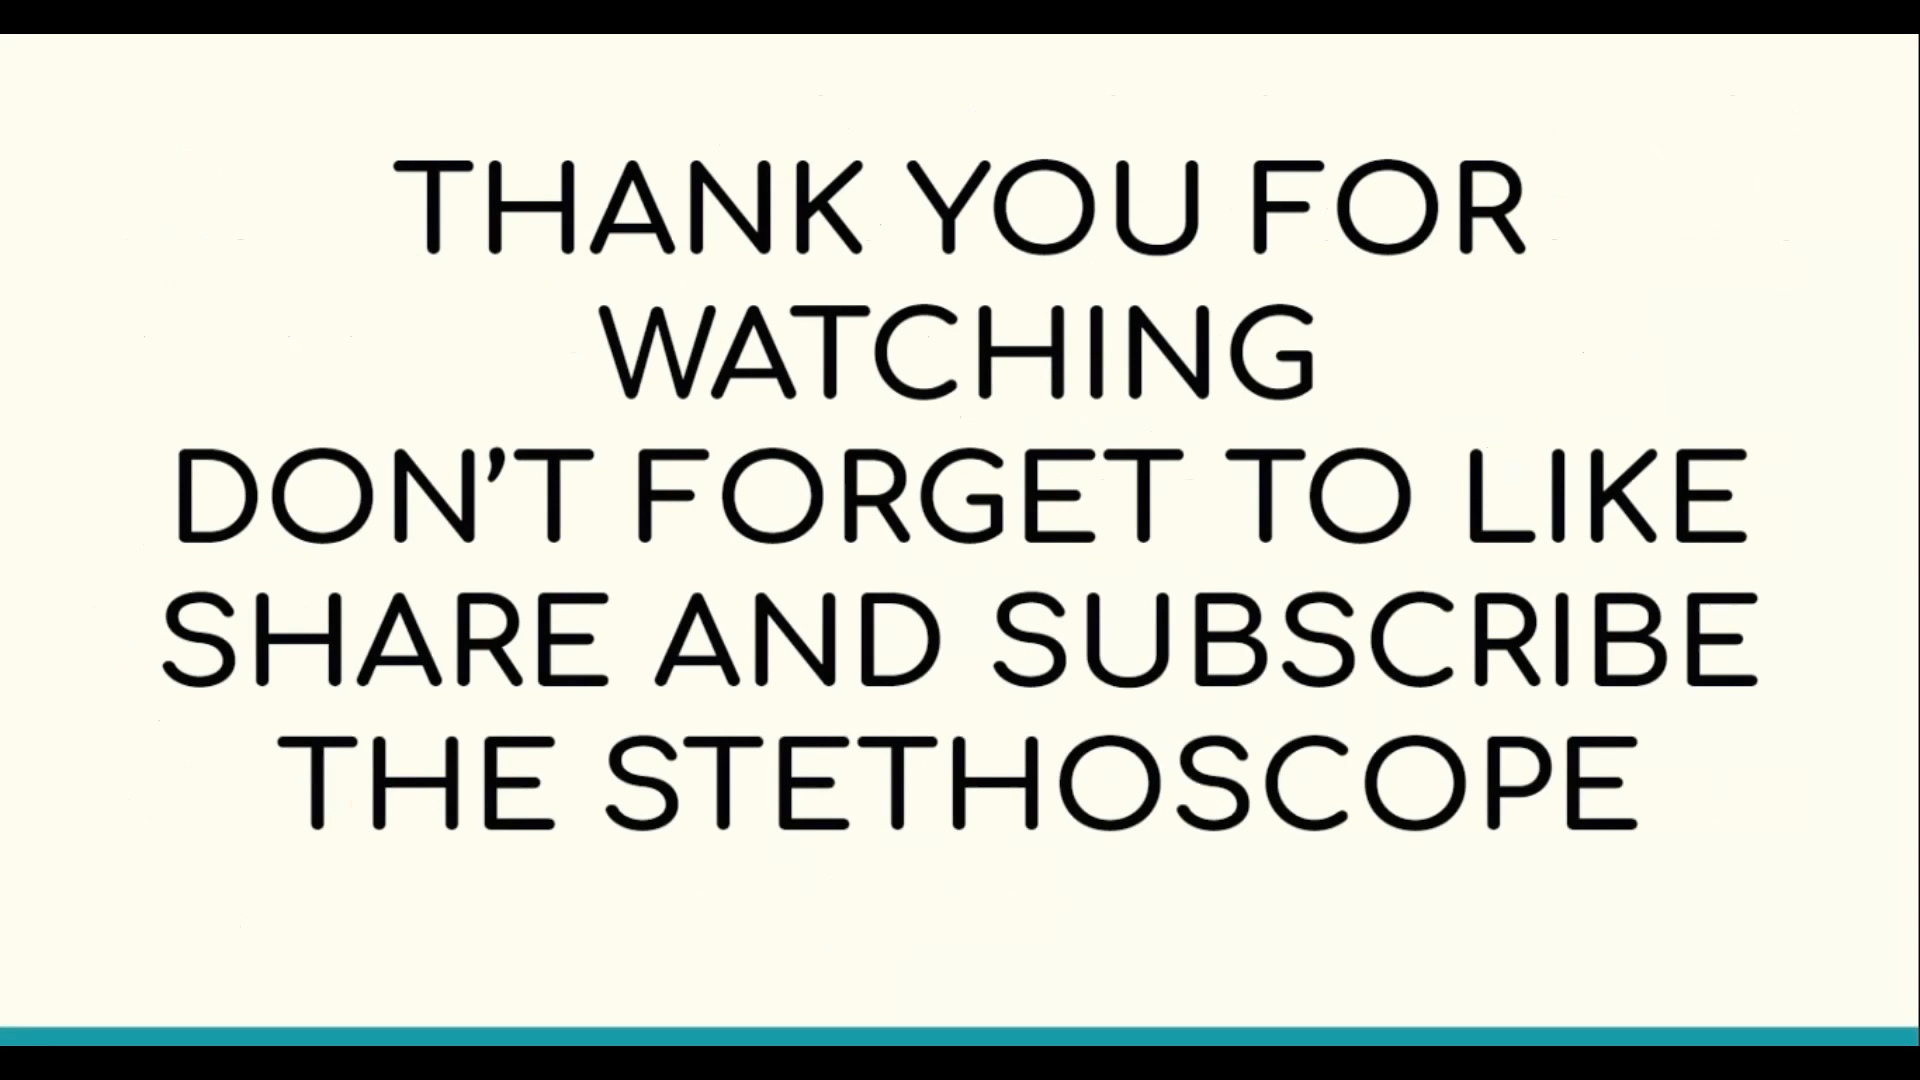 THANK YOU FOR
WATCHING
DON'T FORGET TO LIKE
SHARE AND SUBSCRIBE
THE STETHOSCOPE